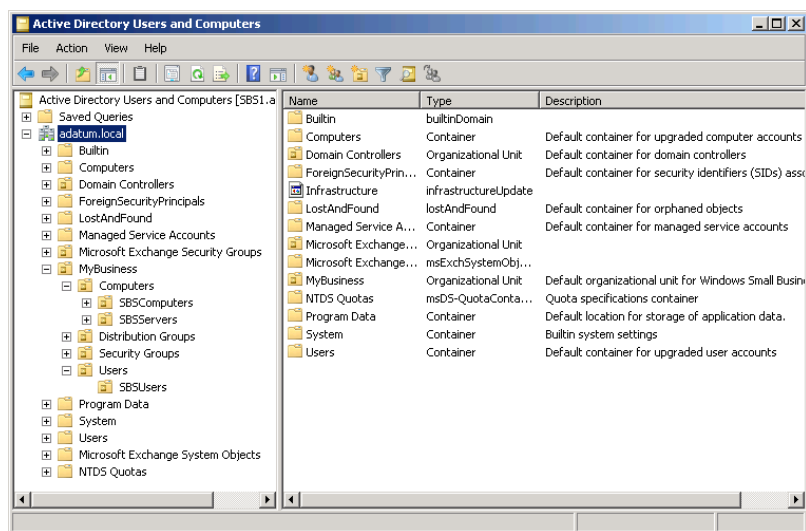 Active Directory Users and Computers
File Action View Help
Active Directory Users and Computers [SBS1.a
Saved Queries
adatum.local
Builtin
Computers
Domain Controllers
ForeignSecurityPrincipals
LostAndFound
Managed Service Accounts
Microsoft Exchange Security Groups
MyBusiness
Computers
SBSComputers
SBSServers
Distribution Groups
Security Groups
Users
SBSUsers
Program Data
System
Users
Microsoft Exchange System Objects
NTDS Quotas
Name Type Description
Builtin builtinDomain
Computers Container Default container for upgraded computer accounts
Domain Controllers Organizational Unit Default container for domain controllers
ForeignSecurityPrin... Container Default container for security identifiers (SIDs) asso
Infrastructure infrastructureUpdate
LostAndFound lostAndFound Default container for orphaned objects
Managed Service A... Container Default container for managed service accounts
Microsoft Exchange... Organizational Unit
Microsoft Exchange... msExchSystemObj...
MyBusiness Organizational Unit Default organizational unit for Windows Small Busin
NTDS Quotas msDS-QuotaConta... Quota specifications container
Program Data Container Default location for storage of application data.
System Container Builtin system settings
Users Container Default container for upgraded user accounts